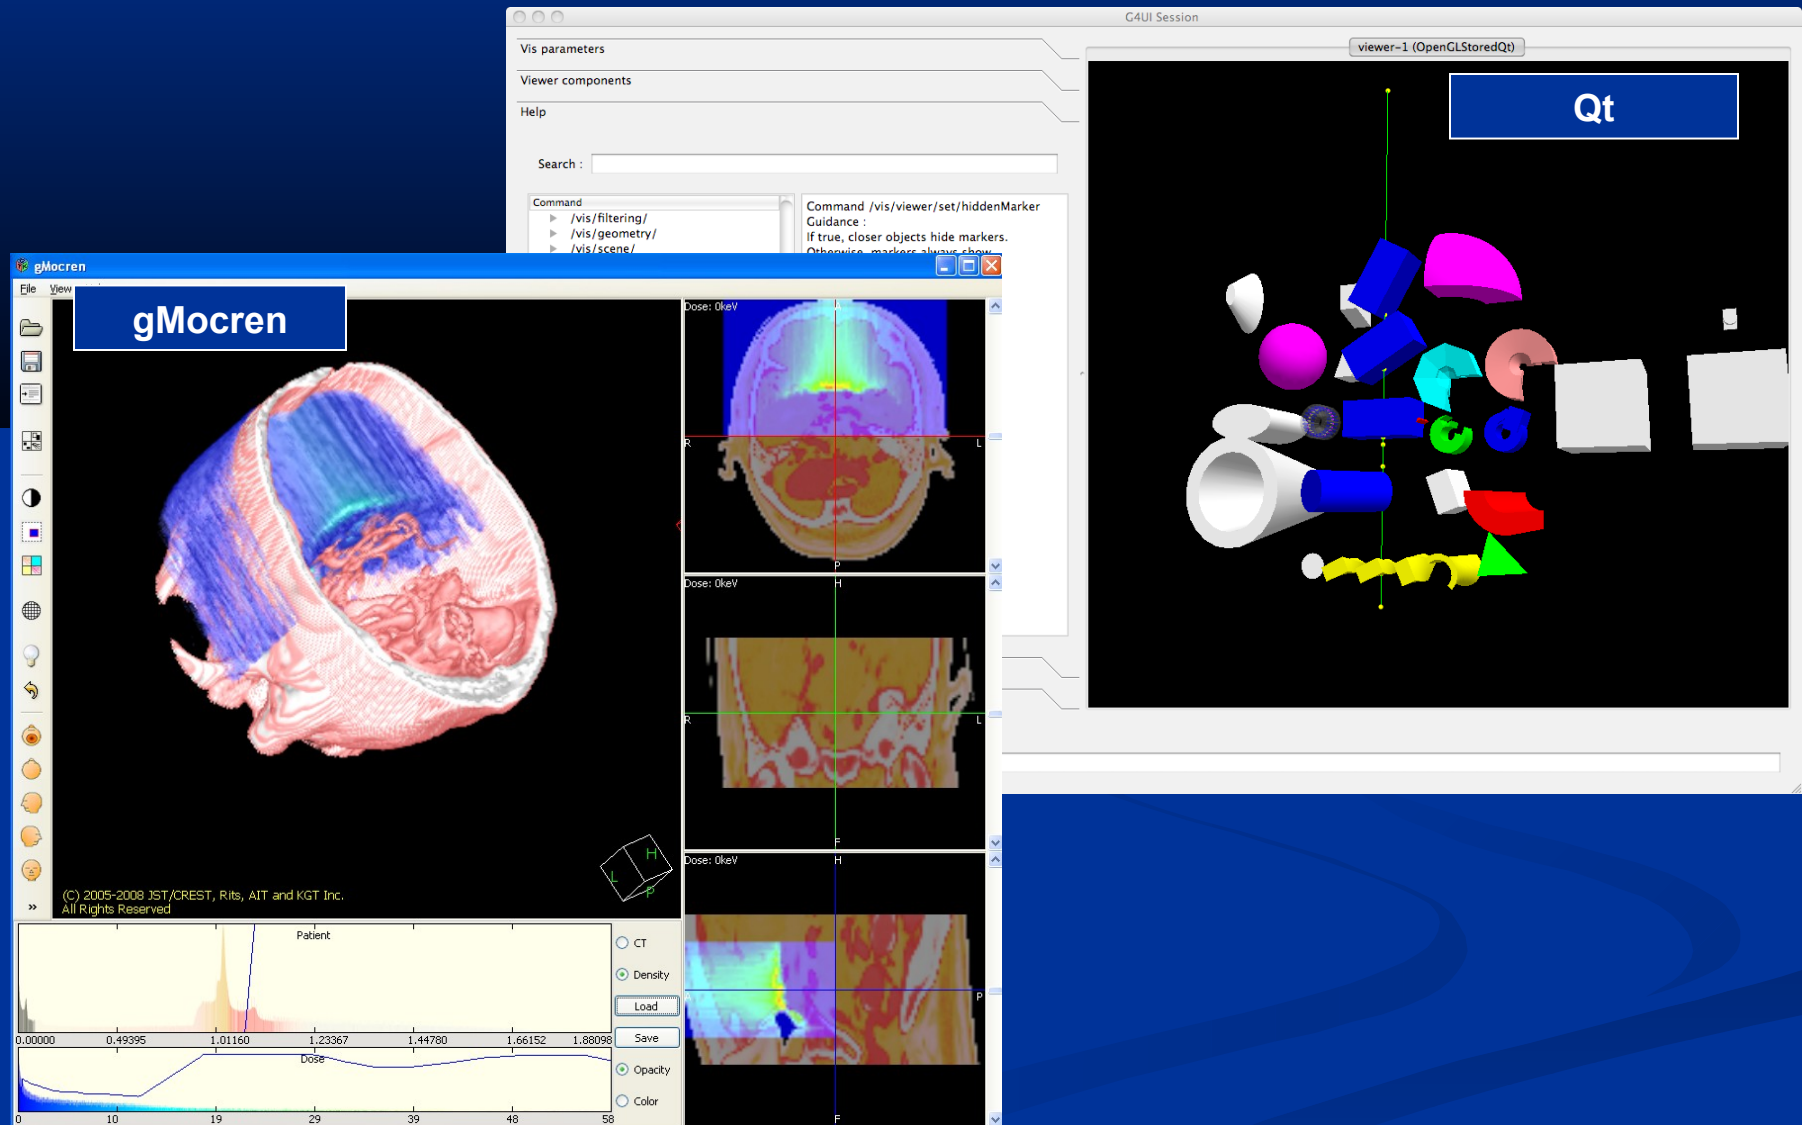 G4UI Session
Vis parameters
Viewer components
Help
Search :
Command
/vis/filtering/
/vis/geometry/
/vis/scene/
Command /vis/viewer/set/hiddenMarker
Guidance :
If true, closer objects hide markers.
Otherwise, markers always show.
viewer-1 (OpenGLStoredQt)
Qt
gMocren
File View
gMocren
(C) 2005-2008 JST/CREST, Rits, AIT and KGT Inc.
All Rights Reserved
L H P
Dose: 0keV
R L
P
Dose: 0keV
H
R L
F
Dose: 0keV
H
A P
F
Patient
0.00000 0.49395 1.01160 1.23367 1.44780 1.66152 1.88098
Dose
0 10 19 29 39 48 58
CT
Density
Load
Save
Opacity
Color